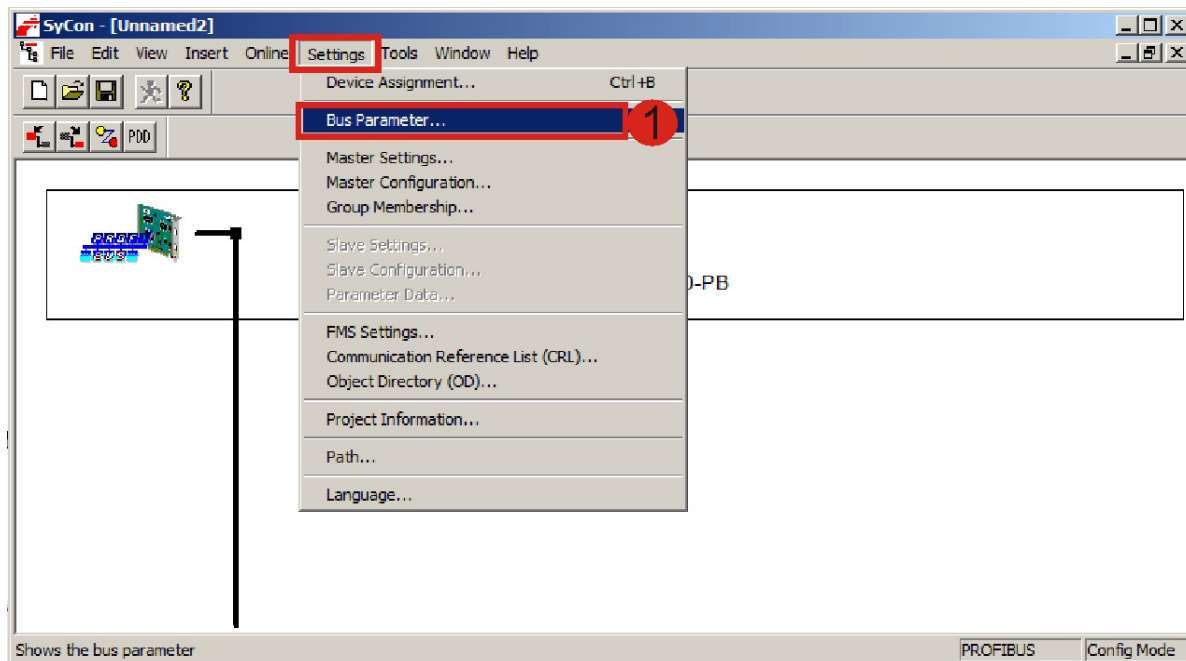 SyCon - [Unnamed2]
File Edit View Insert Online Settings Tools Window Help
PDD
Device Assignment... Ctrl+B
Bus Parameter... 1
Master Settings...
Master Configuration...
Group Membership...
Slave Settings...
Slave Configuration...
Parameter Data...
FMS Settings...
Communication Reference List (CRL)...
Object Directory (OD)...
Project Information...
Path...
Language...
-PB
Shows the bus parameter PROFIBUS Config Mode